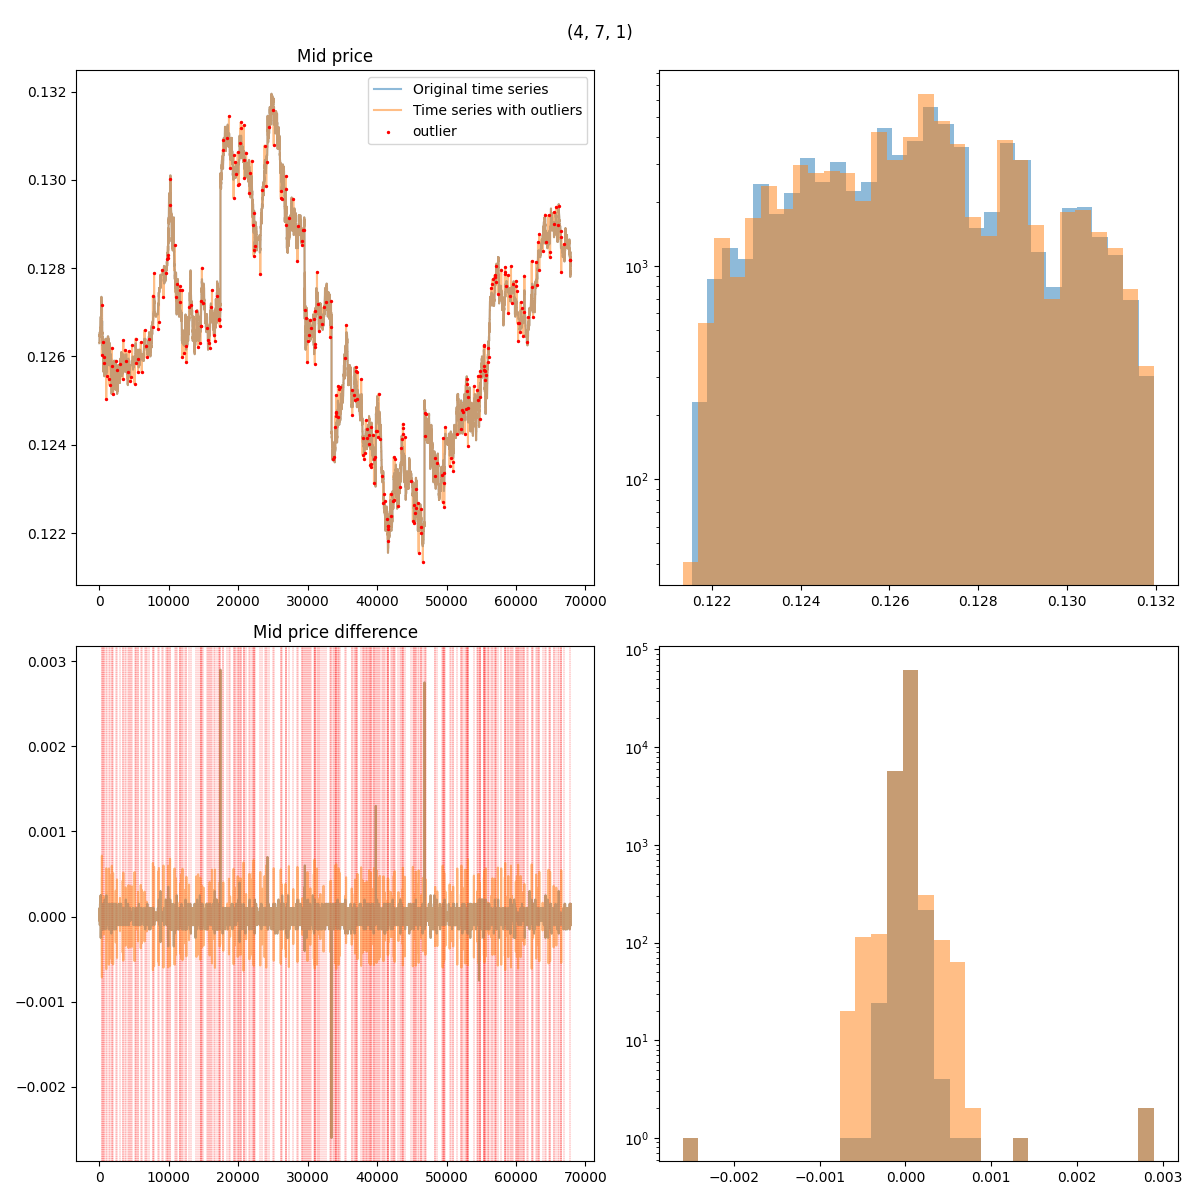 (4, 7, 1)
Mid price
Original time series
Time series with outliers
outlier
0.132
0.130
0.128
0.126
0.124
0.122
0 10000 20000 30000 40000 50000 60000 70000
10³
10²
0.122 0.124 0.126 0.128 0.130 0.132
Mid price difference
0.003
0.002
0.001
0.000
−0.001
−0.002
0 10000 20000 30000 40000 50000 60000 70000
10⁵
10⁴
10³
10²
10¹
10⁰
−0.002 −0.001 0.000 0.001 0.002 0.003